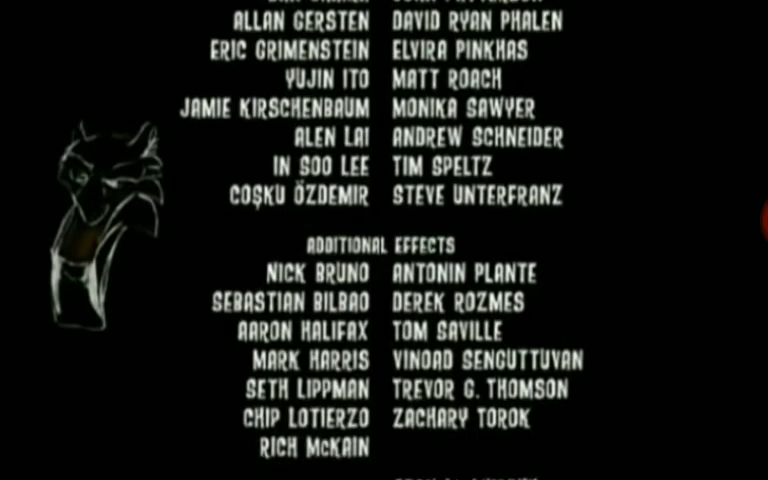 ALLAN GERSTEN DAVID RYAN PHALEN
ERIC GRIMENSTEIN ELVIRA PINKHAS
YUJIN ITO MATT ROACH
JAMIE KIRSCHENBAUM MONIKA SAWYER
ALEN LAI ANDREW SCHNEIDER
IN SOO LEE TIM SPELTZ
COŞKU ÖZDEMIR STEVE UNTERFRANZ
ADDITIONAL EFFECTS
NICK BRUNO ANTONIN PLANTE
SEBASTIAN BILBAO DEREK ROZMES
AARON HALIFAX TOM SAVILLE
MARK HARRIS VINOAD SENGUTTUVAN
SETH LIPPMAN TREVOR G. THOMSON
CHIP LOTIERZO ZACHARY TOROK
RICH McKAIN